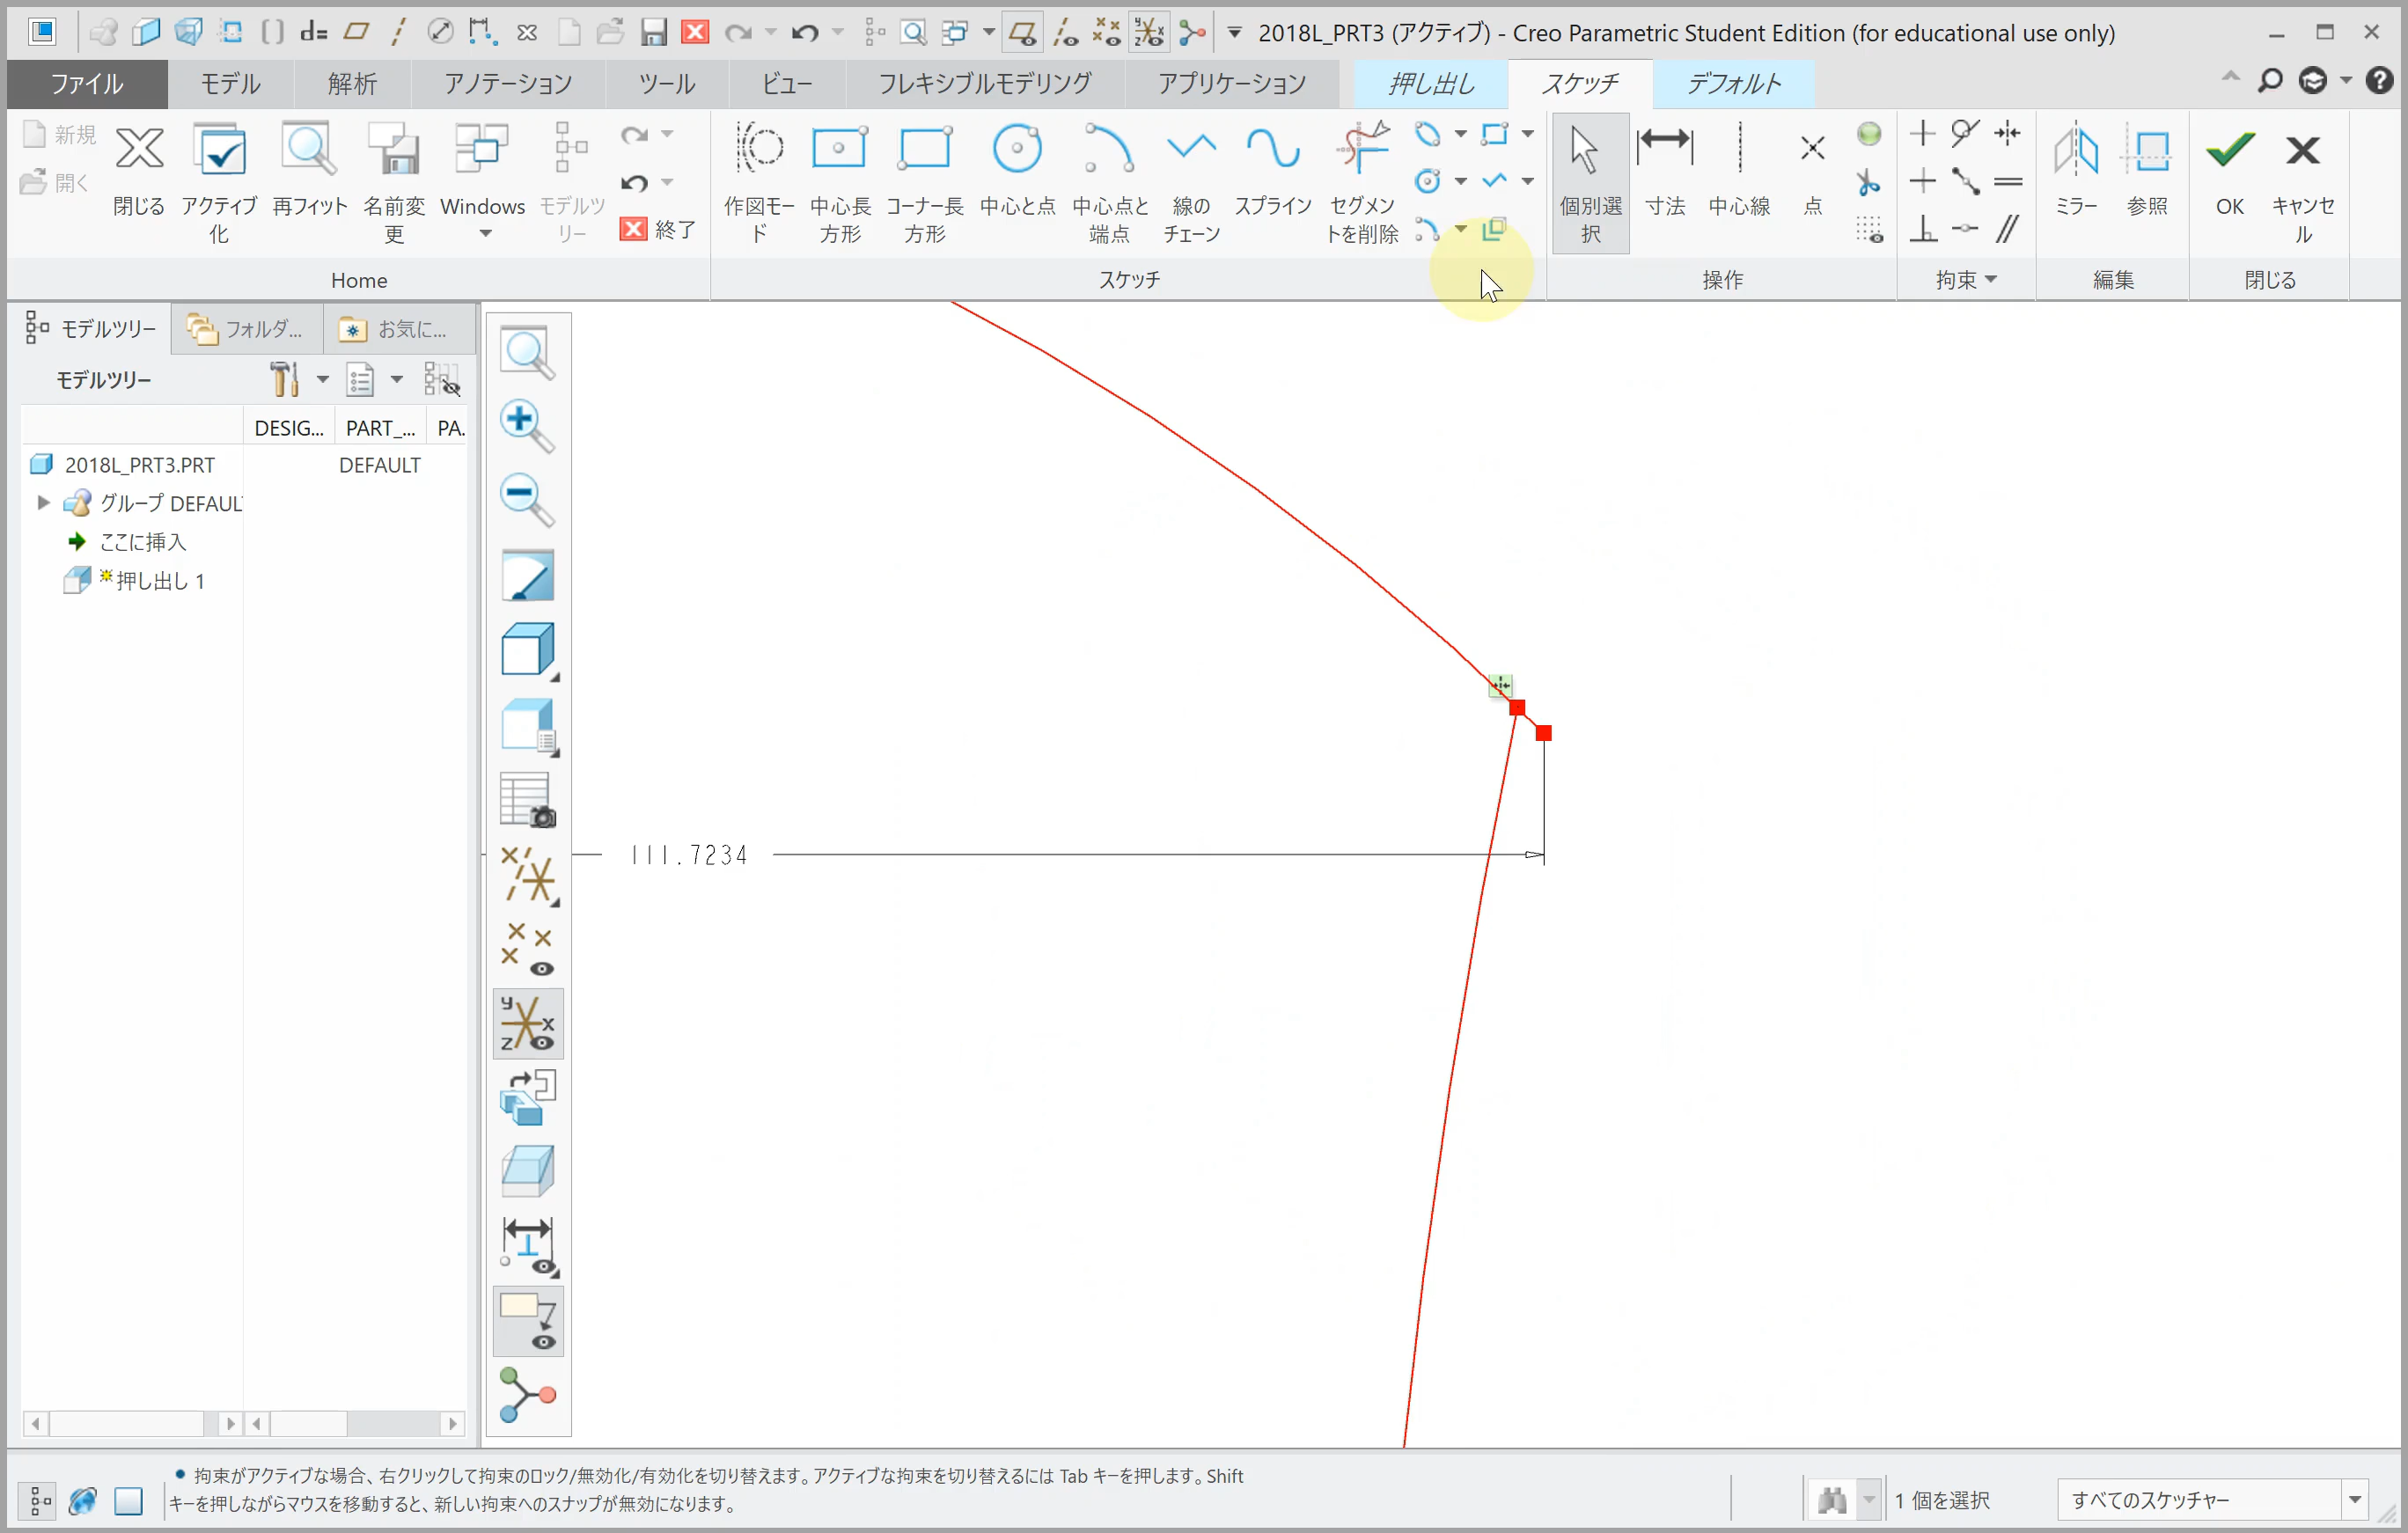 d=
2018L_PRT3 (アクティブ) - Creo Parametric Student Edition (for educational use only)
ファイル モデル 解析 アノテーション ツール ビュー フレキシブルモデリング アプリケーション 押し出し スケッチ デフォルト
新規
開く
閉じる
アクティブ
化
再フィット
名前変
更
Windows
モデルツ
リー
終了
作図モー
ド
中心長
方形
コーナー長
方形
中心と点
中心点と
端点
線の
チェーン
スプライン
セグメン
トを削除
個別選
択
寸法
中心線
点
ミラー
参照
OK
キャンセ
ル
Home スケッチ 操作 拘束 編集 閉じる
モデルツリー フォルダ... お気に...
モデルツリー
DESIG... PART_... PA.
2018L_PRT3.PRT DEFAULT
グループ DEFAUL
ここに挿入
押し出し 1
y
x
z
111.7234
拘束がアクティブな場合、右クリックして拘束のロック/無効化/有効化を切り替えます。アクティブな拘束を切り替えるには Tab キーを押します。Shift
キーを押しながらマウスを移動すると、新しい拘束へのスナップが無効になります。
1 個を選択
すべてのスケッチャー